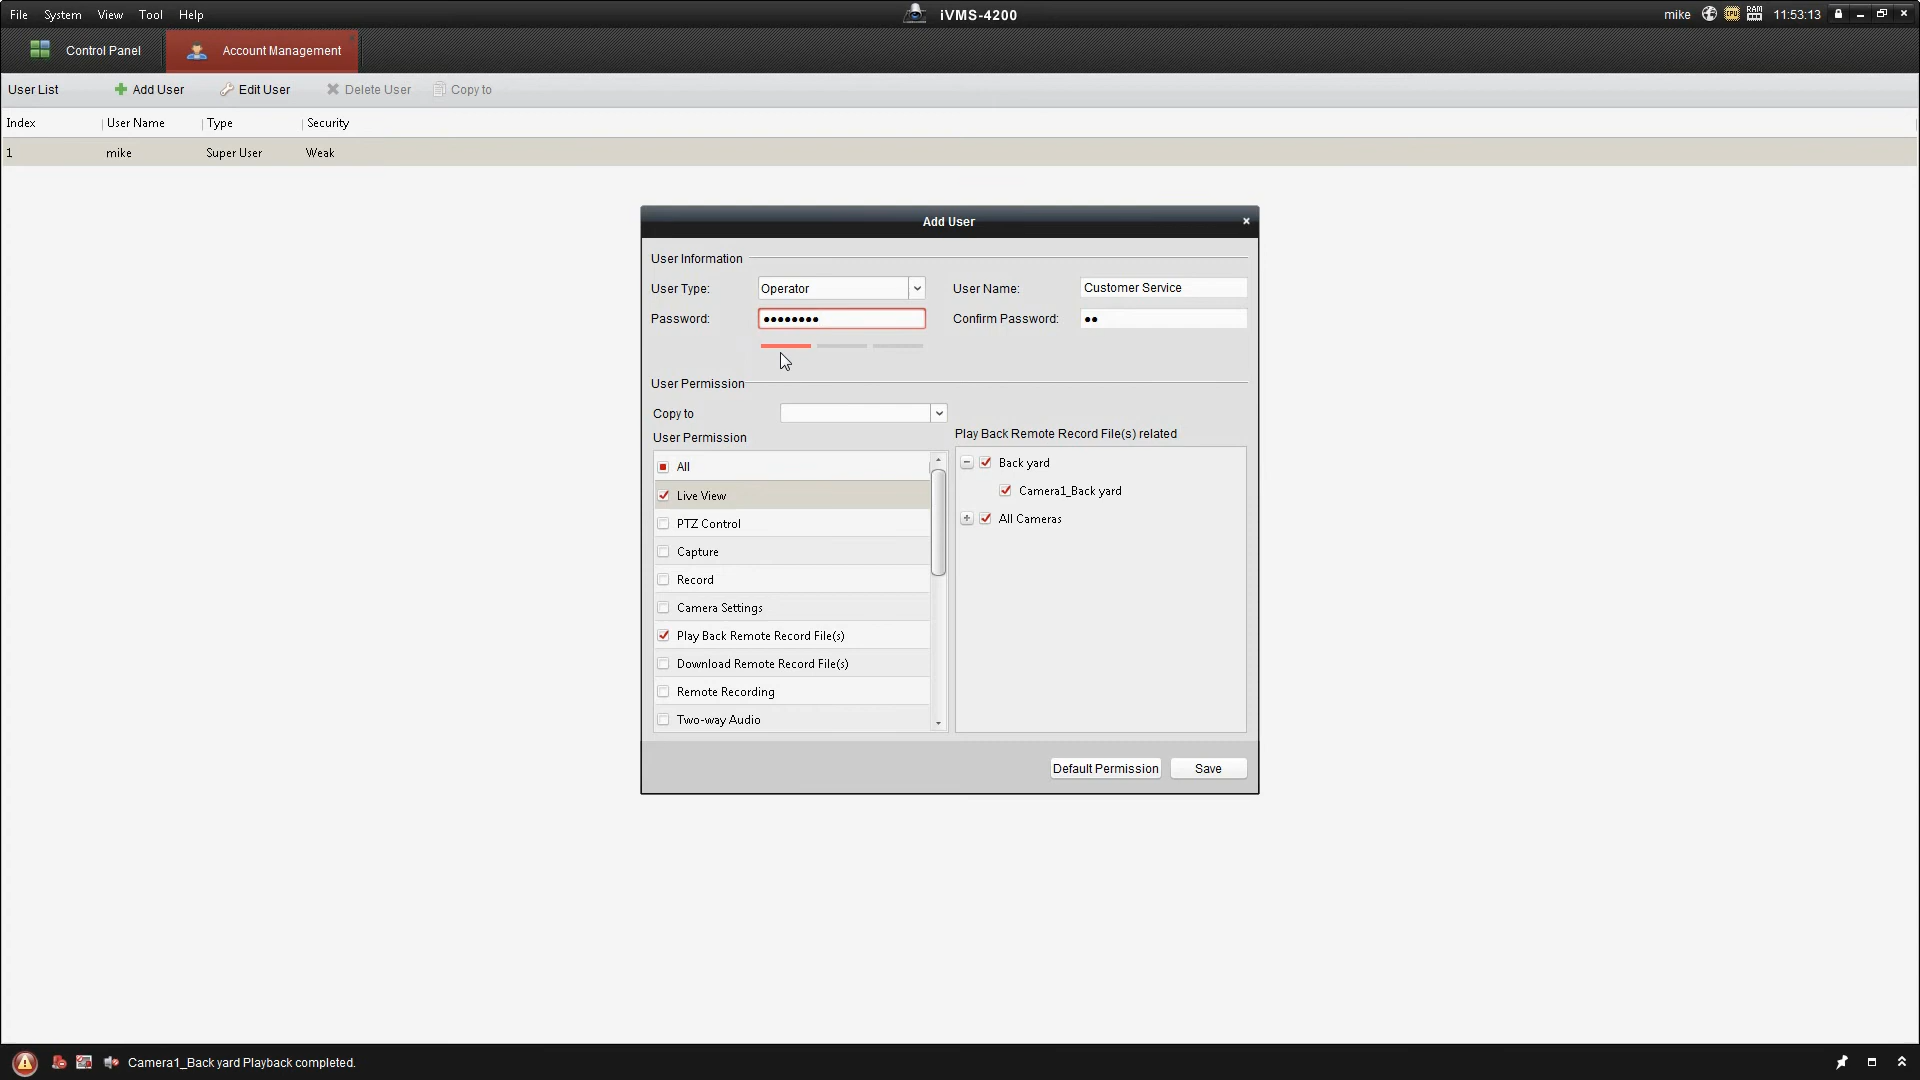 File System View Tool Help iVMS-4200 mike CPU RAM 11:53:13
Control Panel Account Management
User List Add User Edit User Delete User Copy to
Index User Name Type Security
1 mike Super User Weak
Add User
User Information
User Type: Operator User Name: Customer Service
Password: ●●●●●●●● Confirm Password: ●●
User Permission
Copy to
User Permission
Play Back Remote Record File(s) related
All
Back yard
Live View
Camera1_Back yard
PTZ Control
All Cameras
Capture
Record
Camera Settings
Play Back Remote Record File(s)
Download Remote Record File(s)
Remote Recording
Two-way Audio
Default Permission Save
Camera1_Back yard Playback completed.